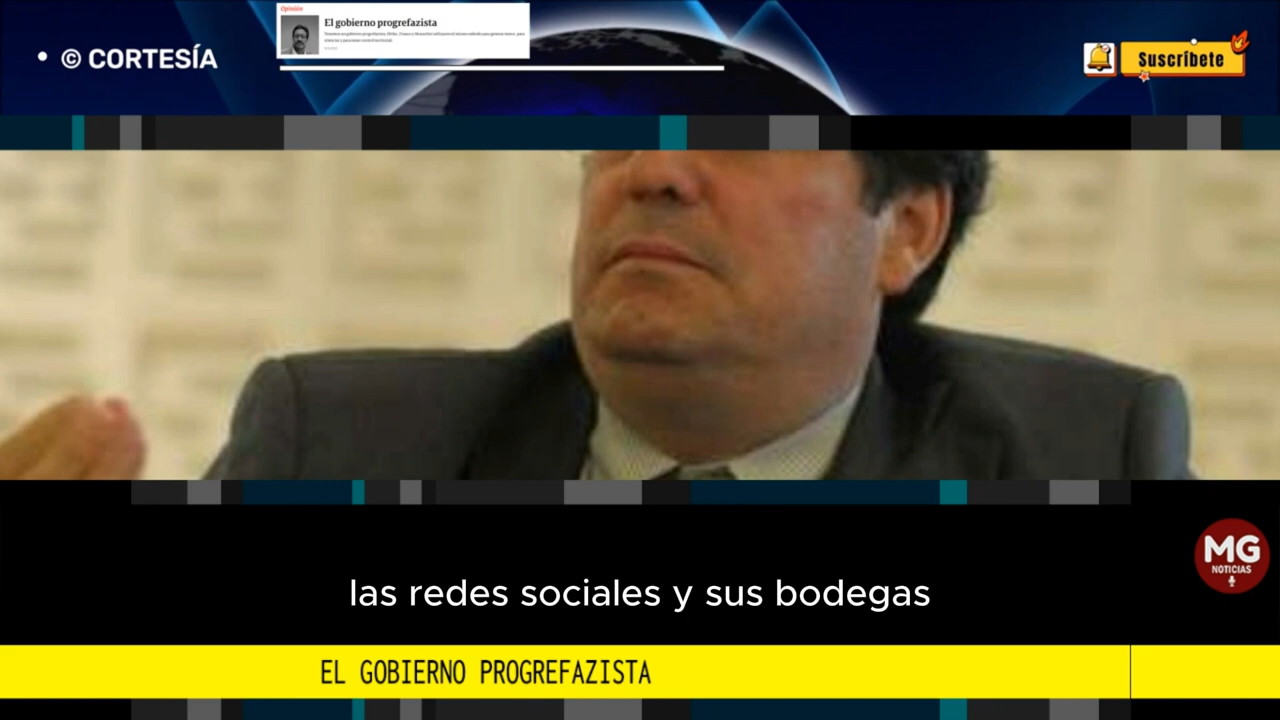 Opinión
El gobierno progrefazista
© CORTESÍA
Suscríbete
las redes sociales y sus bodegas
MG
NOTICIAS
EL GOBIERNO PROGREFAZISTA